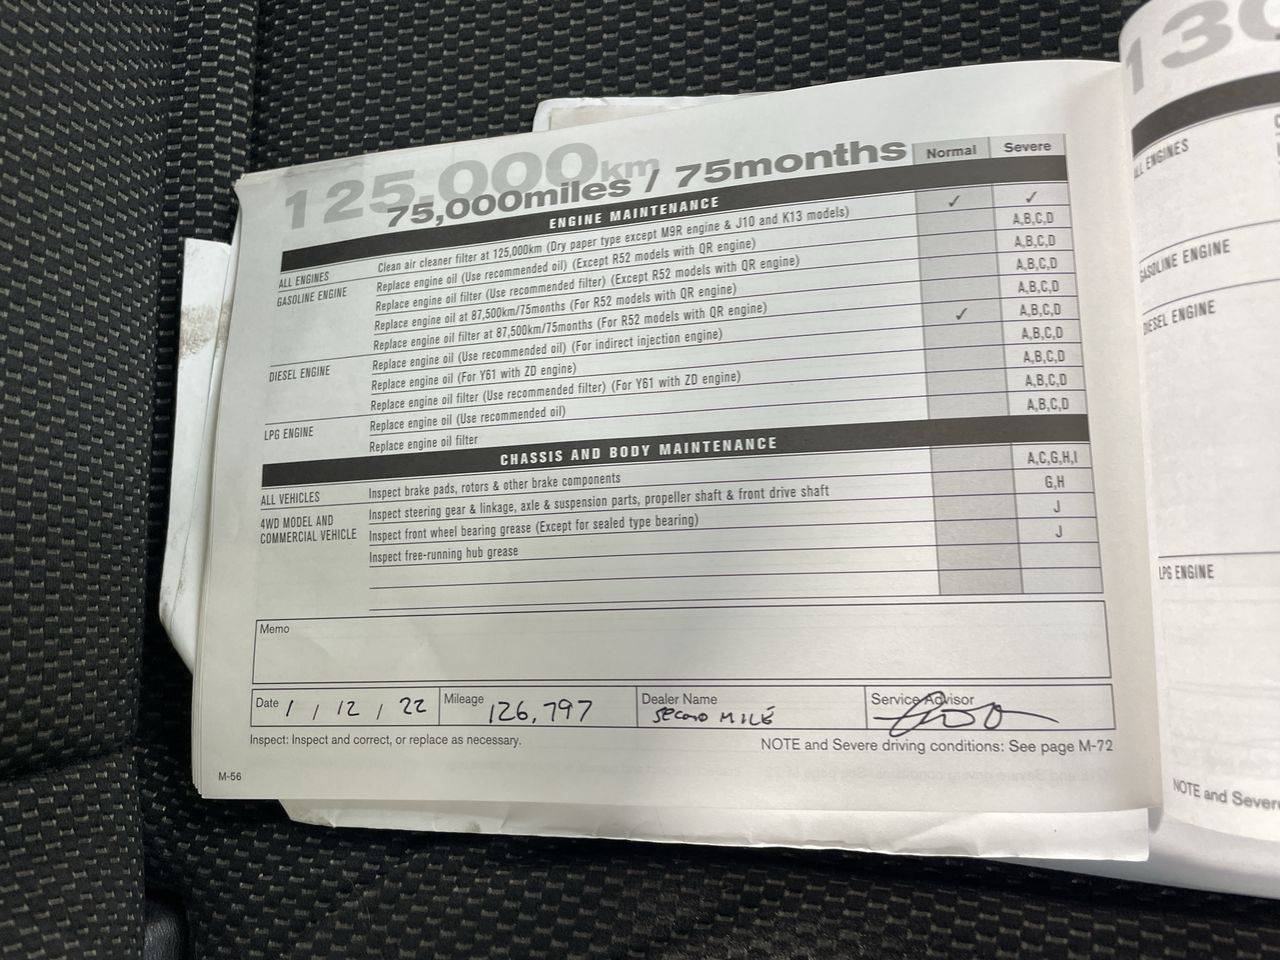 125,000km
75,000miles / 75months
Normal Severe
ENGINE MAINTENANCE
ALL ENGINES Clean air cleaner filter at 125,000km (Dry paper type except M9R engine & J10 and K13 models) ✓ ✓
GASOLINE ENGINE Replace engine oil (Use recommended oil) (Except R52 models with QR engine) A,B,C,D
Replace engine oil filter (Use recommended filter) (Except R52 models with QR engine) A,B,C,D
Replace engine oil at 87,500km/75months (For R52 models with QR engine) A,B,C,D
Replace engine oil filter at 87,500km/75months (For R52 models with QR engine) A,B,C,D
DIESEL ENGINE Replace engine oil (Use recommended oil) (For indirect injection engine) ✓ A,B,C,D
Replace engine oil (For Y61 with ZD engine) A,B,C,D
Replace engine oil filter (Use recommended filter) (For Y61 with ZD engine) A,B,C,D
LPG ENGINE Replace engine oil (Use recommended oil) A,B,C,D
Replace engine oil filter A,B,C,D
CHASSIS AND BODY MAINTENANCE
ALL VEHICLES Inspect brake pads, rotors & other brake components A,C,G,H,I
4WD MODEL AND COMMERCIAL VEHICLE Inspect steering gear & linkage, axle & suspension parts, propeller shaft & front drive shaft G,H
Inspect front wheel bearing grease (Except for sealed type bearing) J
Inspect free-running hub grease J
Memo
Date 1 / 12 / 22 Mileage 126,797 Dealer Name SECOND MILE Service Advisor
Inspect: Inspect and correct, or replace as necessary. NOTE and Severe driving conditions: See page M-72
M-56
130
ALL ENGINES
GASOLINE ENGINE
DIESEL ENGINE
LPG ENGINE
NOTE and Severe